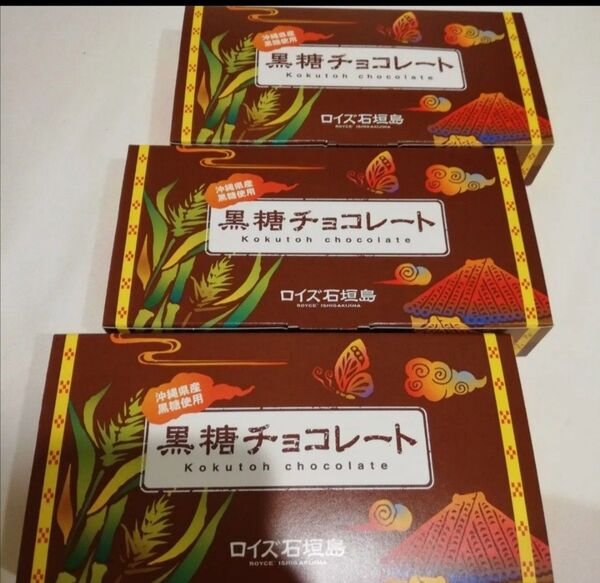 沖縄県産
黒糖使用
黒糖チョコレート
Kokutoh chocolate
ロイズ石垣島
ROYCE' ISHIGAKIJIMA
沖縄県産
黒糖使用
黒糖チョコレート
Kokutoh chocolate
ロイズ石垣島
ROYCE' ISHIGAKIJIMA
沖縄県産
黒糖使用
黒糖チョコレート
Kokutoh chocolate
ロイズ石垣島
ROYCE' ISHIGAKIJIMA